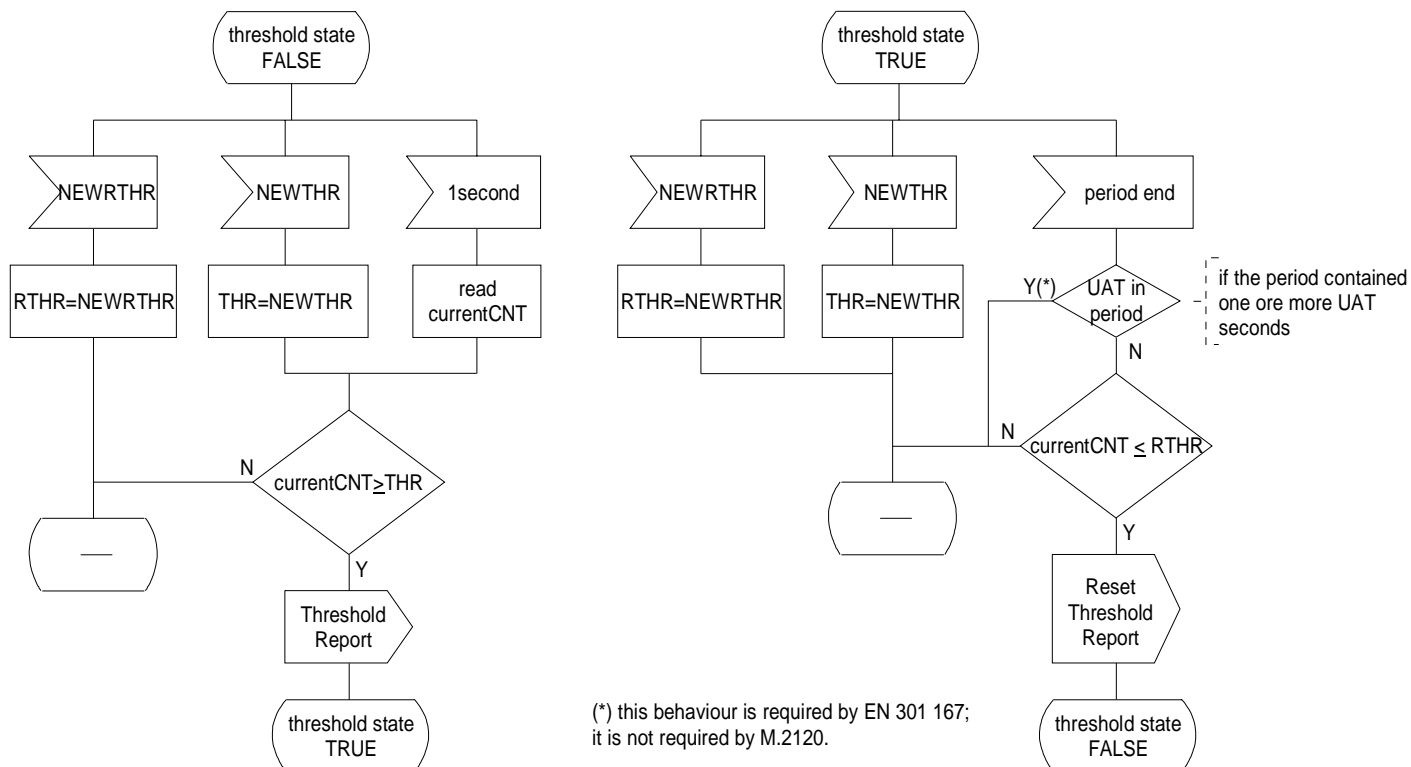 threshold state
FALSE
NEWRTHR
NEWTHR
1second
RTHR=NEWRTHR
THR=NEWTHR
read
currentCNT
N
currentCNT≥THR
—
Y
Threshold
Report
threshold state
TRUE
threshold state
TRUE
NEWRTHR
NEWTHR
period end
RTHR=NEWRTHR
THR=NEWTHR
Y(*)
UAT in
period
if the period contained
one ore more UAT
seconds
N
N
currentCNT ≤ RTHR
—
Y
Reset
Threshold
Report
threshold state
FALSE
(*) this behaviour is required by EN 301 167;
it is not required by M.2120.